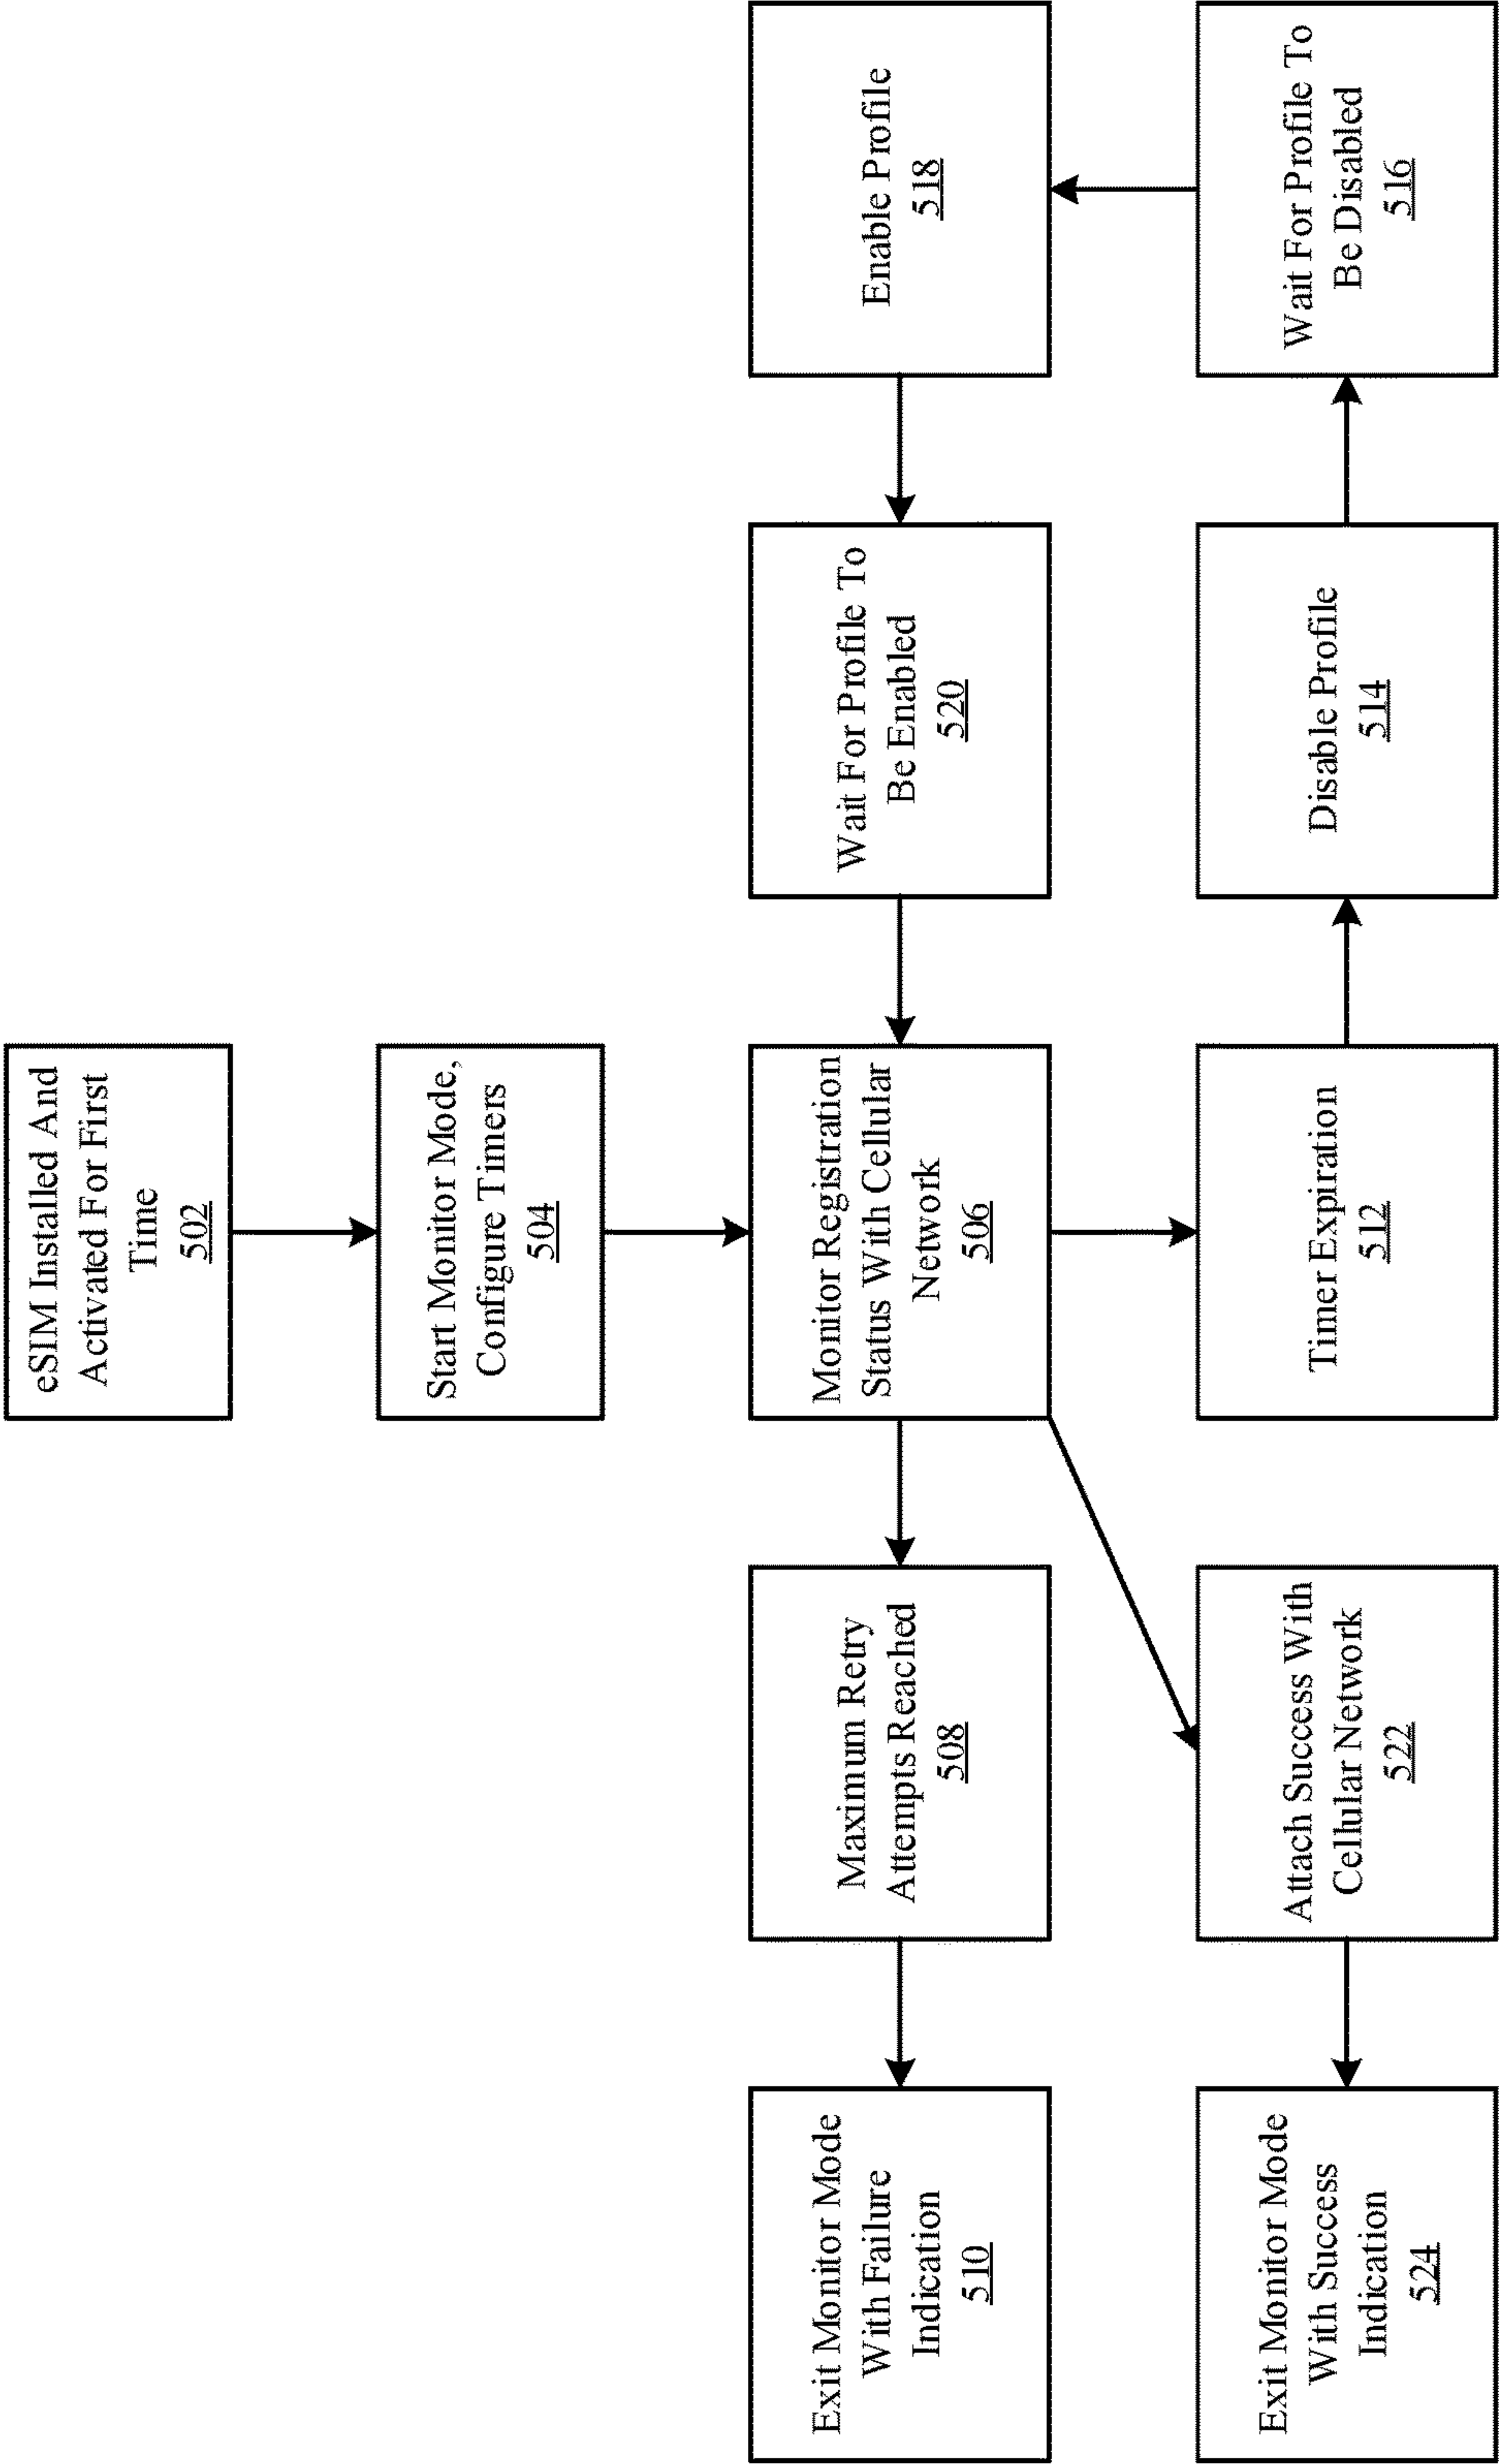 eSIM Installed And
Activated For First
Time
502
Start Monitor Mode,
Configure Timers
504
Monitor Registration
Status With Cellular
Network
506
Maximum Retry
Attempts Reached
508
Exit Monitor Mode
With Failure
Indication
510
Timer Expiration
512
Disable Profile
514
Wait For Profile To
Be Disabled
516
Enable Profile
518
Wait For Profile To
Be Enabled
520
Attach Success With
Cellular Network
522
Exit Monitor Mode
With Success
Indication
524